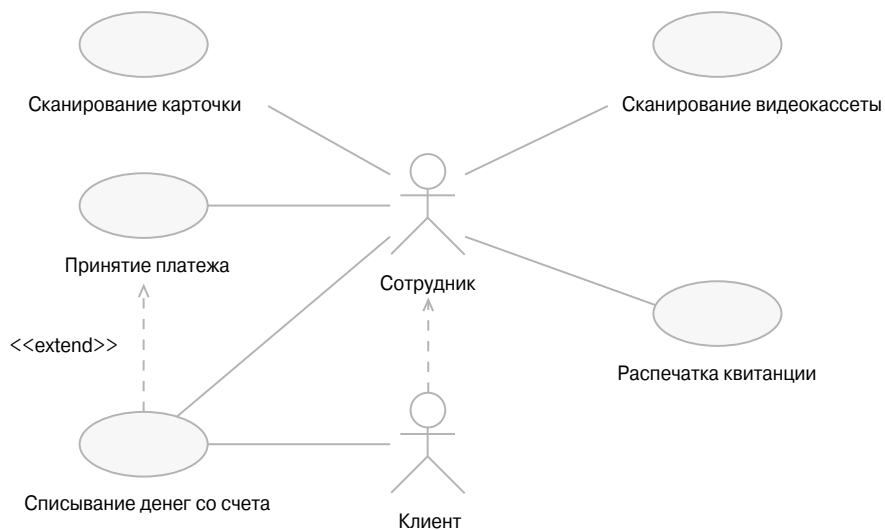 Сканирование карточки
Сканирование видеокассеты
Принятие платежа
Сотрудник
<<extend>>
Распечатка квитанции
Списывание денег со счета
Клиент